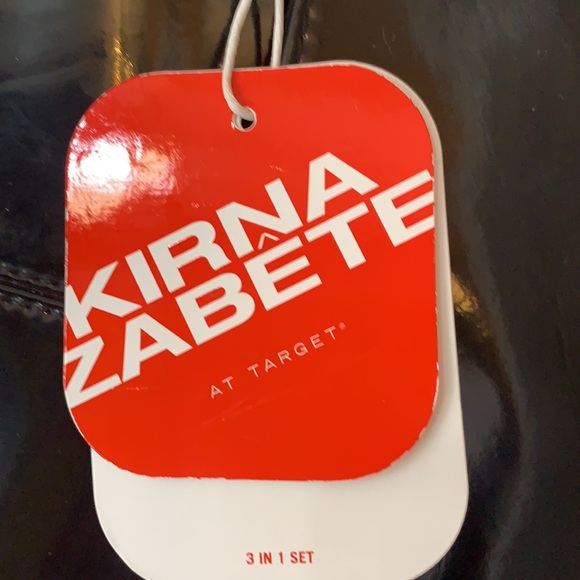 KIRNA
ZABÊTE
AT TARGET®
3 IN 1 SET